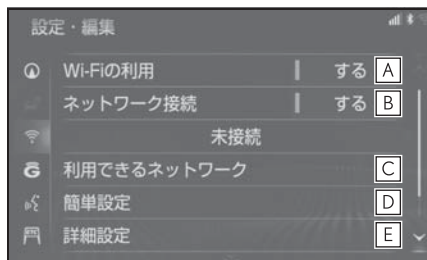 設定・編集
Wi-Fiの利用 する A
ネットワーク接続 する B
未接続
G 利用できるネットワーク C
簡単設定 D
詳細設定 E